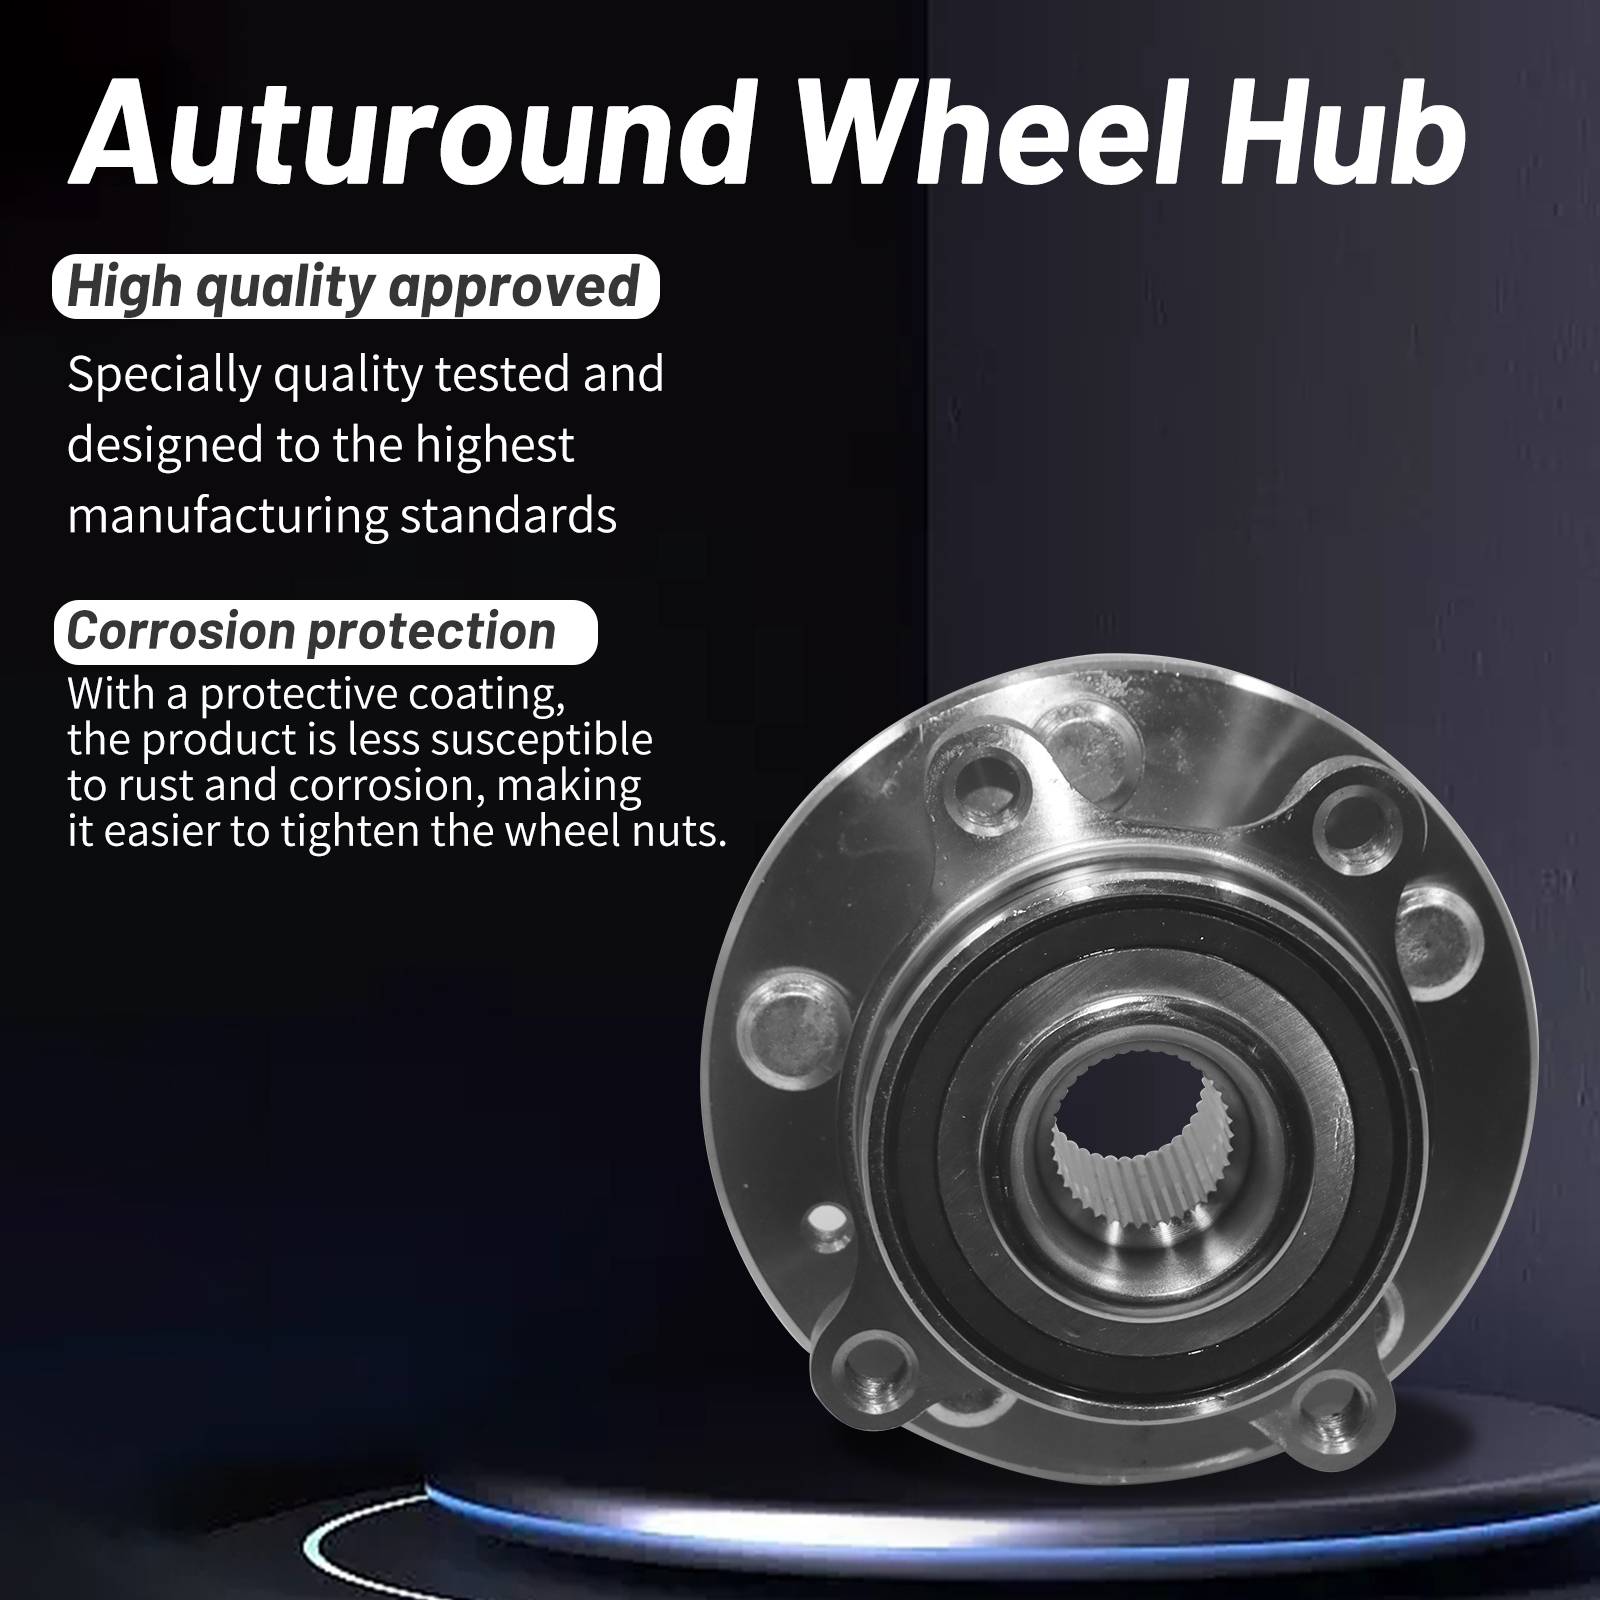 Auturound Wheel Hub
High quality approved
Specially quality tested and
designed to the highest
manufacturing standards
Corrosion protection
With a protective coating,
the product is less susceptible
to rust and corrosion, making
it easier to tighten the wheel nuts.